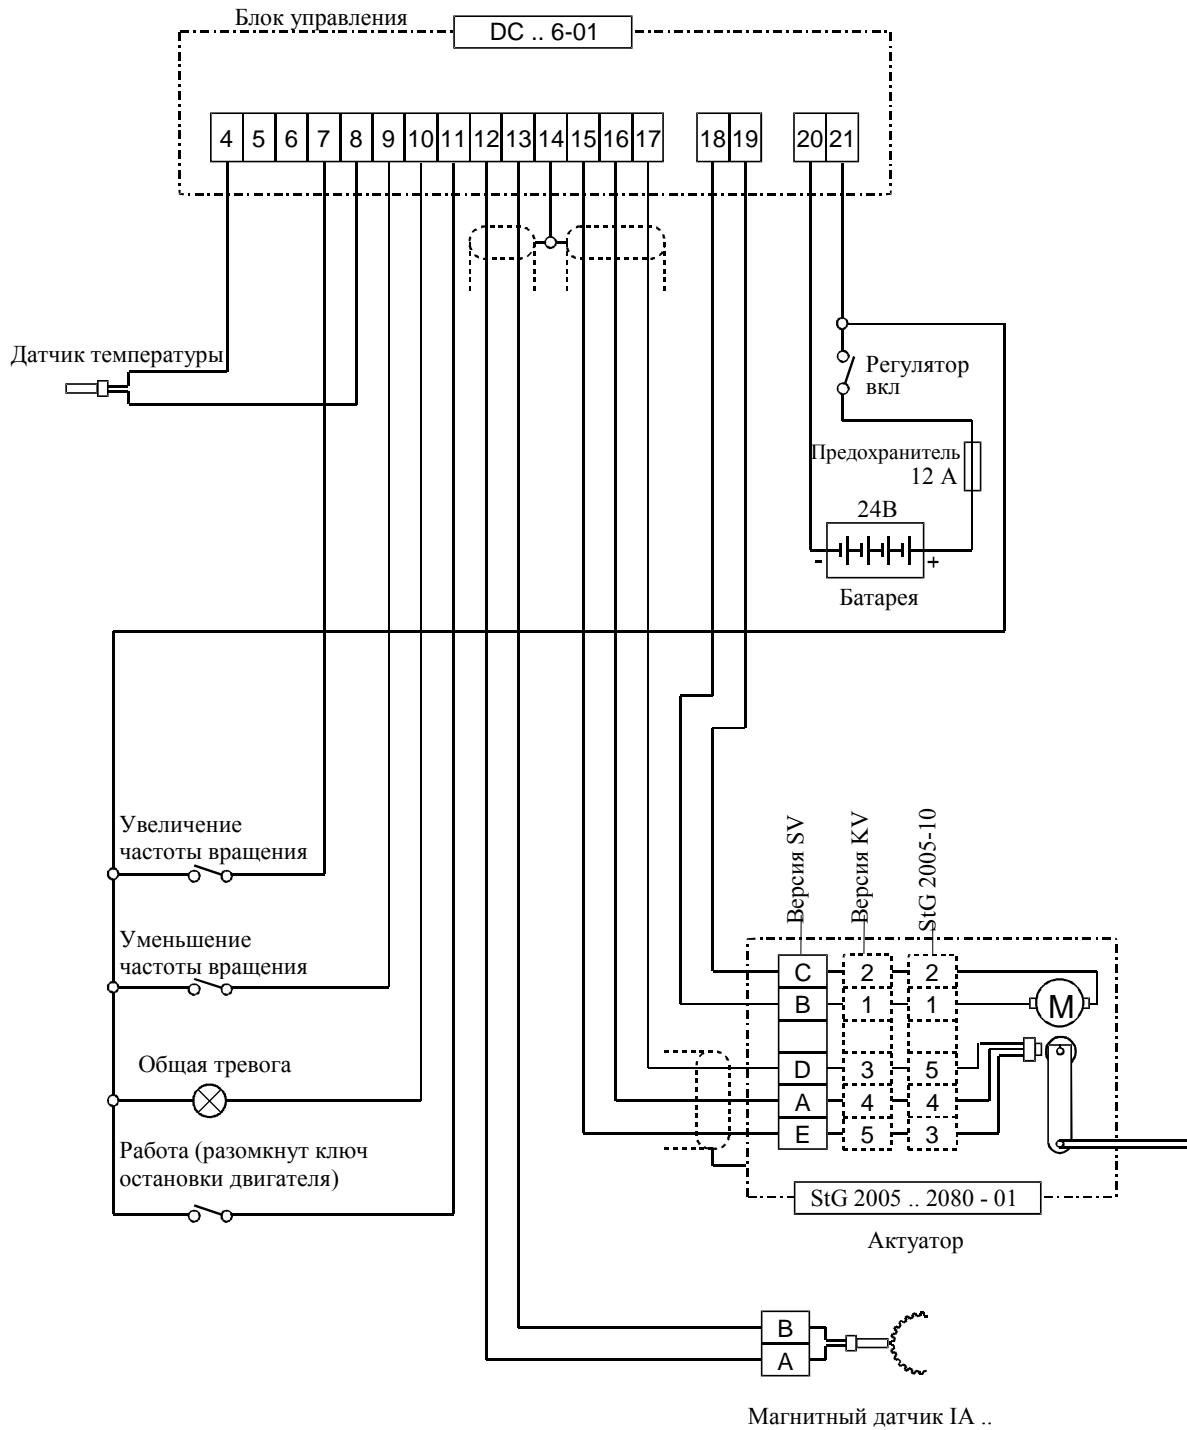 Блок управления
DC .. 6-01
4 5 6 7 8 9 10 11 12 13 14 15 16 17 18 19 20 21
Датчик температуры
Регулятор
вкл
Предохранитель
12 А
24В
- +
Батарея
Увеличение
частоты вращения
Уменьшение
частоты вращения
Общая тревога
Работа (разомкнут ключ
остановки двигателя)
Версия SV
Версия KV
StG 2005-10
C 2 2
B 1 1
M
D 3 5
A 4 4
E 5 3
StG 2005 .. 2080 - 01
Актуатор
B
A
Магнитный датчик IA ..